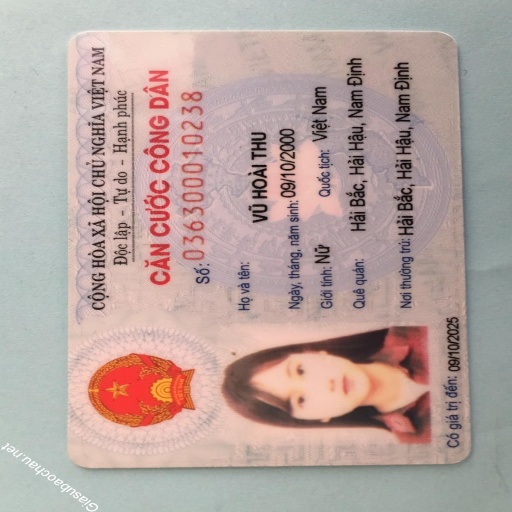 CỘNG HÒA XÃ HỘI CHỦ NGHĨA VIỆT NAM
Độc lập - Tự do - Hạnh phúc
CĂN CƯỚC CÔNG DÂN
Số: 036300010238
Họ và tên:
VŨ HOÀI THU
Ngày, tháng, năm sinh: 09/10/2000
Giới tính: Nữ Quốc tịch: Việt Nam
Quê quán:
Hải Bắc, Hải Hậu, Nam Định
Nơi thường trú: Hải Bắc, Hải Hậu, Nam Định
Có giá trị đến: 09/10/2025
Giasubaochau.net